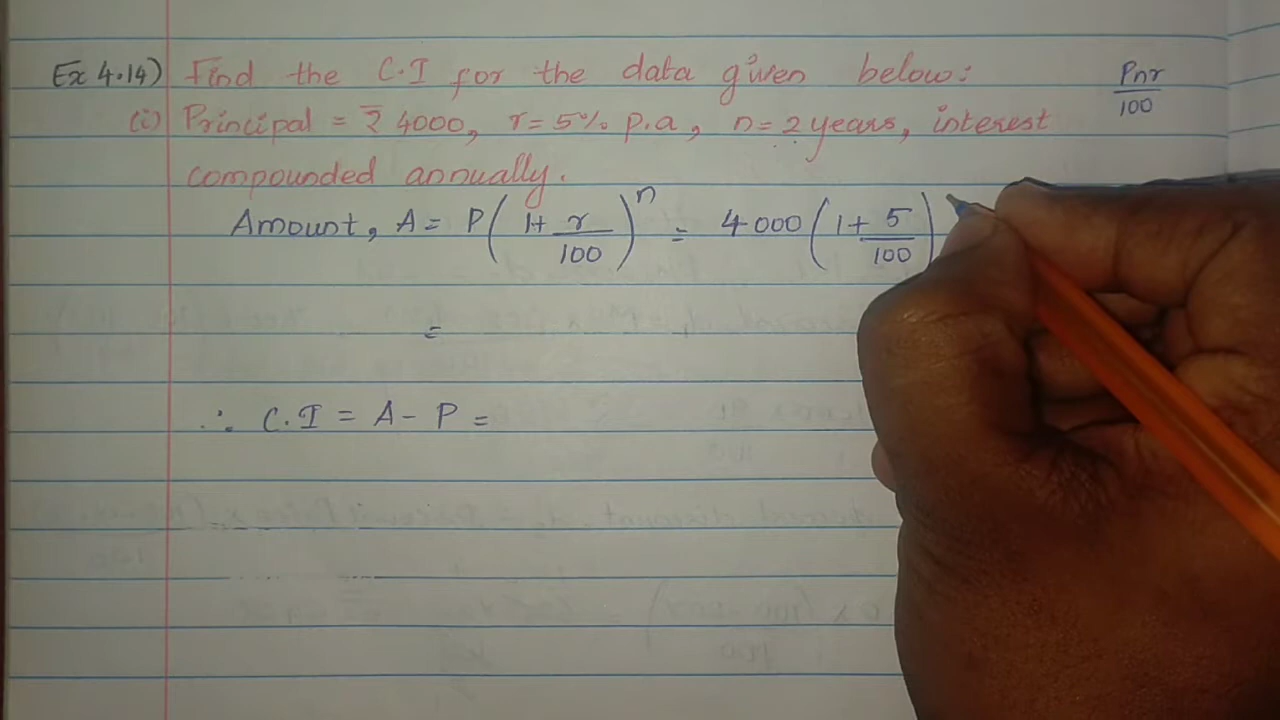 Ex 4.14) Find the C.I for the data given below:
Pnr/100
(i) Principal = ₹ 4000, r = 5% p.a, n = 2 years, interest
compounded annually.
Amount, A = P(1 + r/100)^n = 4000(1 + 5/100)
=
∴ C.I = A - P =